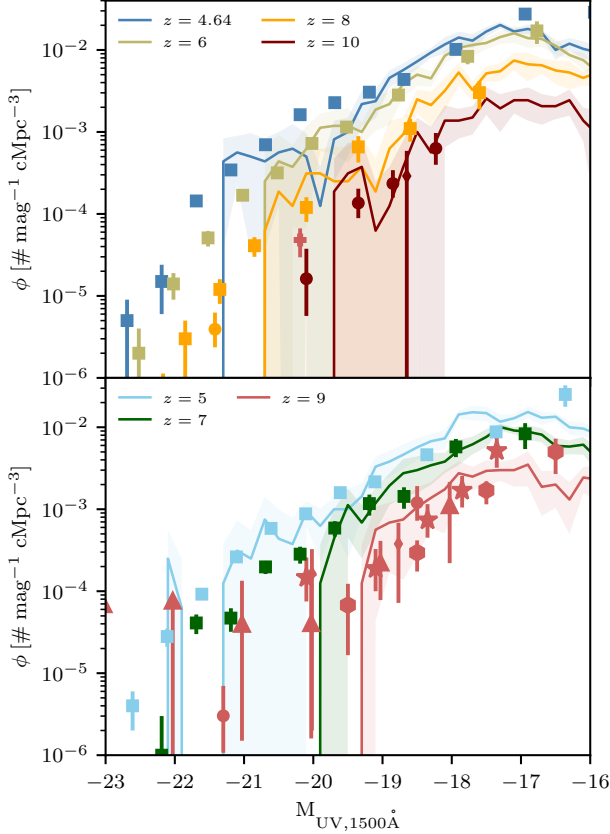 z = 4.64
z = 6
z = 8
z = 10
10⁻²
10⁻³
10⁻⁴
10⁻⁵
10⁻⁶
ϕ [# mag⁻¹ cMpc⁻³]
z = 5
z = 7
z = 9
10⁻²
10⁻³
10⁻⁴
10⁻⁵
10⁻⁶
ϕ [# mag⁻¹ cMpc⁻³]
−23 −22 −21 −20 −19 −18 −17 −16
M_UV,1500Å